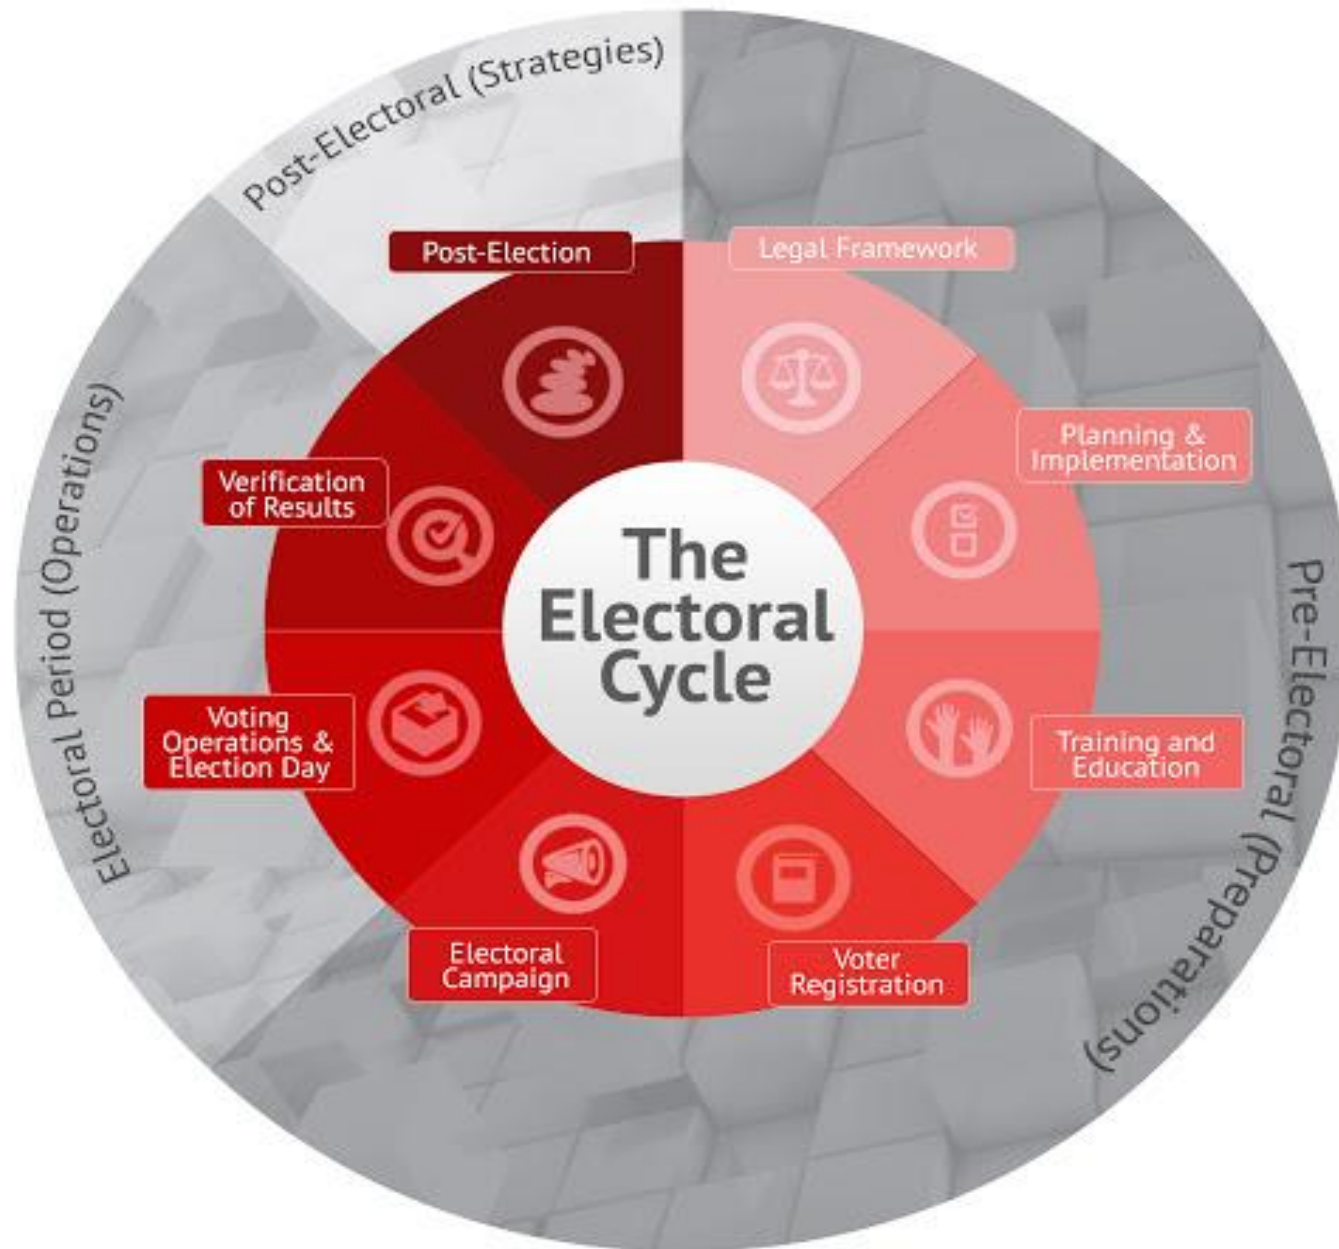 Post-Electoral (Strategies)
Post-Election
Legal Framework
Planning &
Implementation
Verification
of Results
The
Electoral
Cycle
Electoral Period (Operations)
Pre-Electoral (Preparations)
Voting
Operations &
Election Day
Training and
Education
Electoral
Campaign
Voter
Registration